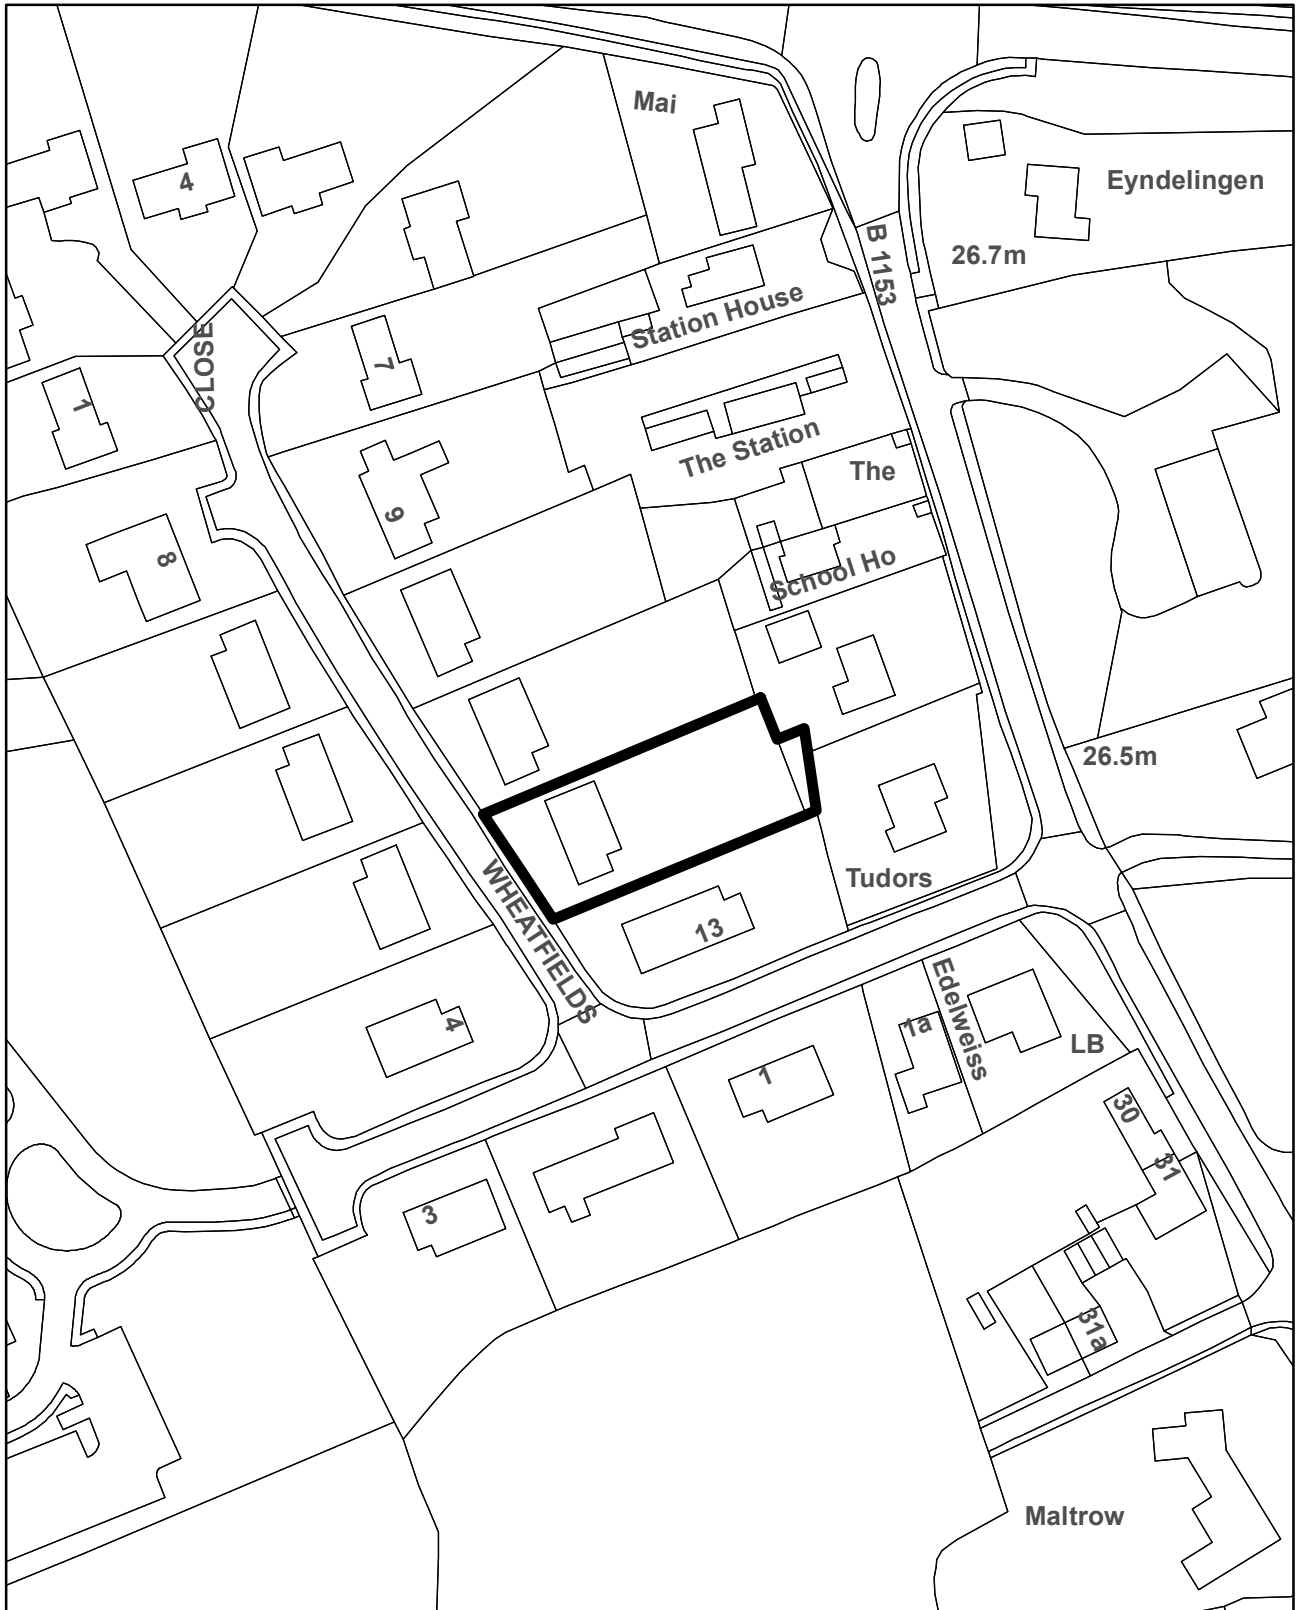 Mai
4
Eyndelingen
B 1153
26.7m
Station House
CLOSE
7
1
The Station
The
9
8
School Ho
26.5m
Tudors
WHEATFIELDS
13
Edelweiss
4
1a
LB
1
30
31
3
31a
Maltrow